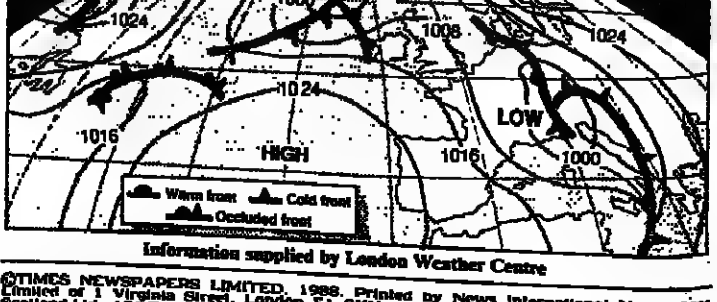 1024
1008
1024
1024
1016
HIGH
LOW
1016
1000
Warm front Cold front
Occluded front
Information supplied by London Weather Centre
©TIMES NEWSPAPERS LIMITED, 1988. Printed by News International
Limited of 1 Virginia Street, London